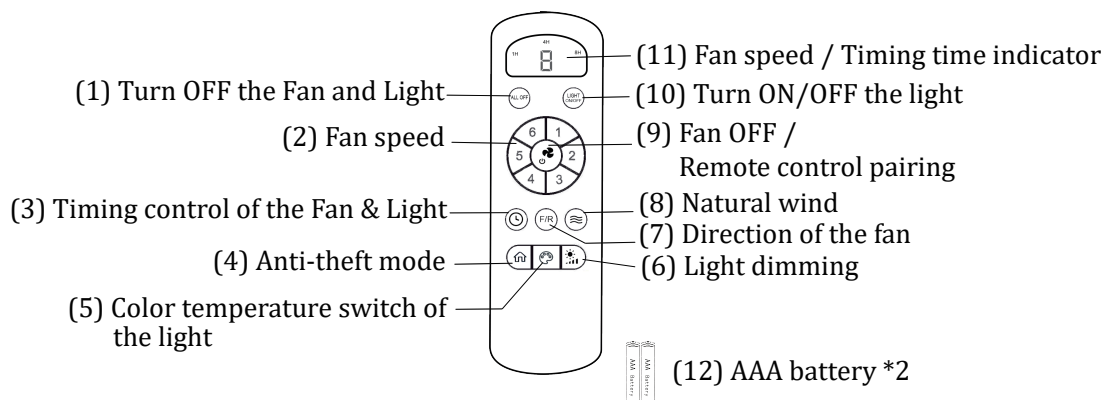 4H
1H
8H
8
(11) Fan speed / Timing time indicator
(1) Turn OFF the Fan and Light
ALL OFF
LIGHT
ON/OFF
(10) Turn ON/OFF the light
(2) Fan speed
6 1
5 2
4 3
(9) Fan OFF /
Remote control pairing
(3) Timing control of the Fan & Light
F/R
(8) Natural wind
(7) Direction of the fan
(4) Anti-theft mode
(6) Light dimming
(5) Color temperature switch of
the light
AAA Battery
AAA Battery
(12) AAA battery *2